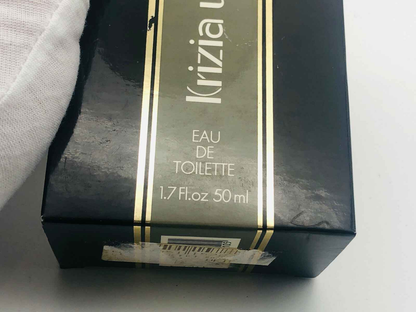 Krizia u
EAU
DE
TOILETTE
1.7 Fl.oz 50 ml